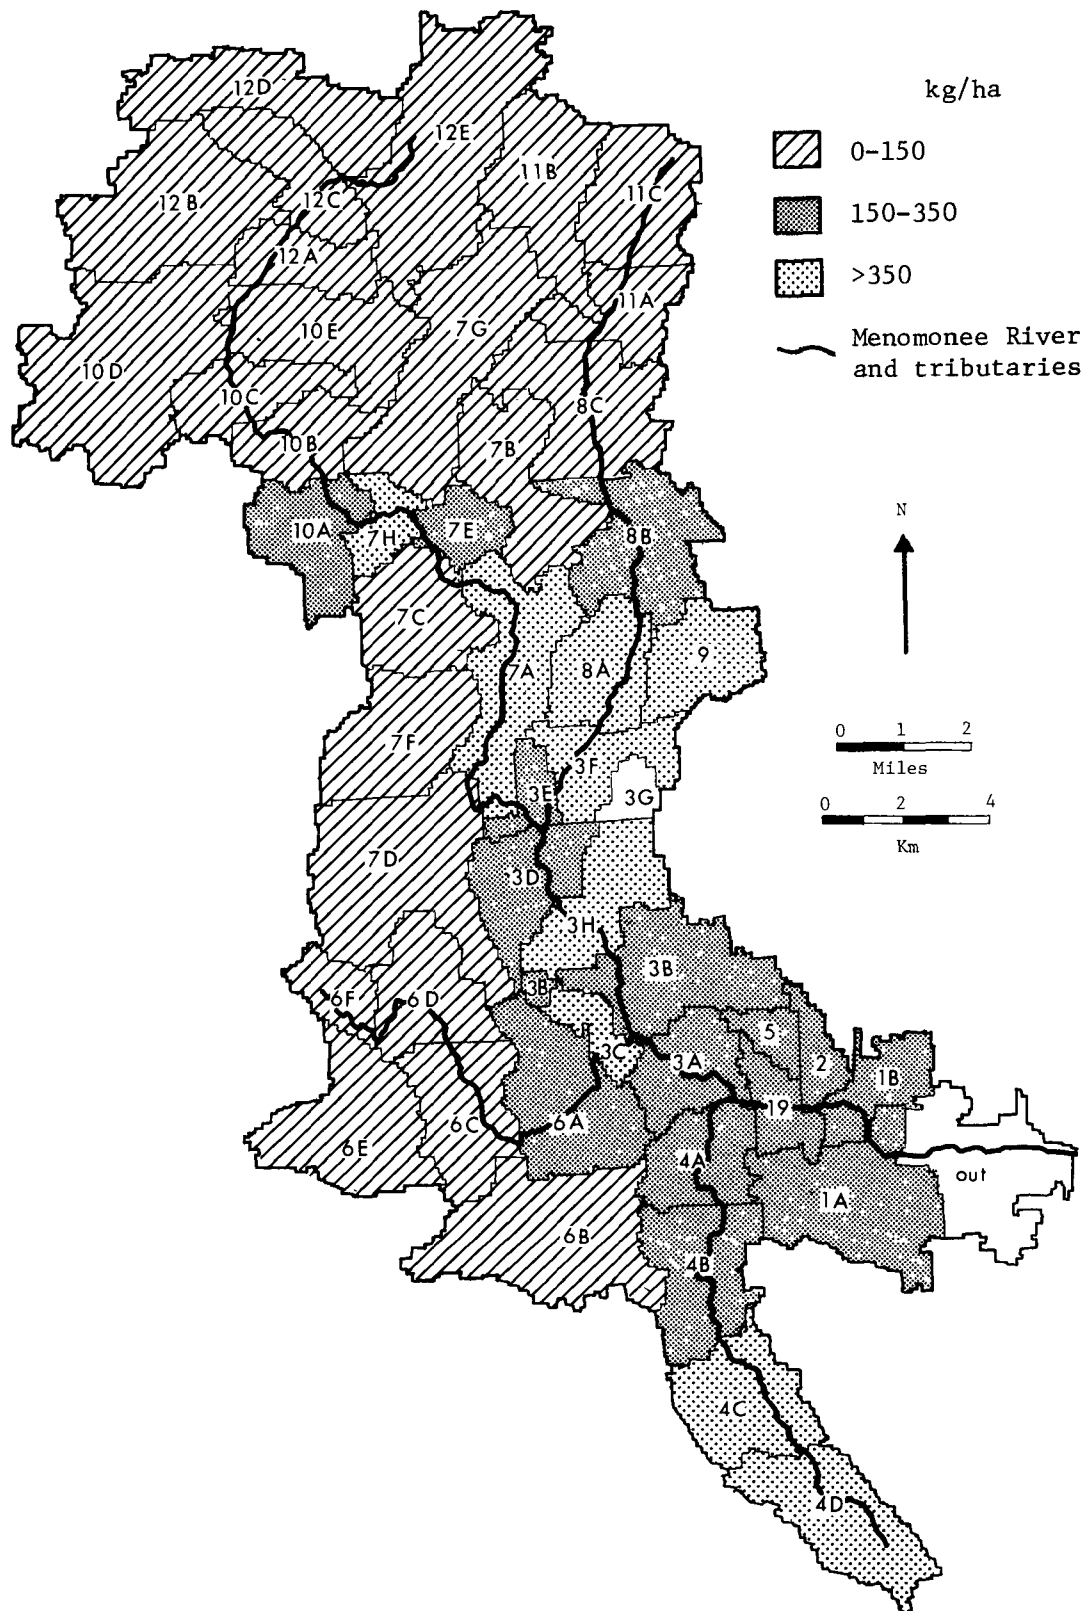 kg/ha
0-150
150-350
>350
Menomonee River
and tributaries
N
0 1 2
Miles
0 2 4
Km
12D
12E
11B
11C
12B
12C
12A
11A
10E
7G
10D
10C
8C
10B
7B
10A
7H
7E
8B
7C
9
7A
8A
7F
3F
3E
3G
7D
3D
3H
3B
3B
6F
6D
5
3C
3A
2
1B
19
6A
6C
6E
4A
out
1A
6B
4B
4C
4D